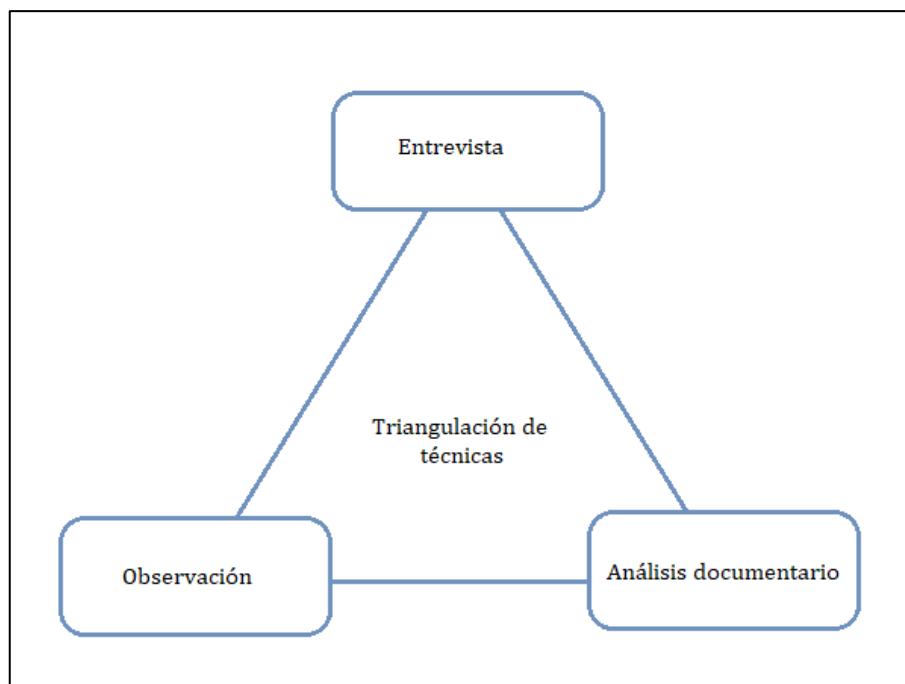 Entrevista
Triangulación de
técnicas
Observación
Análisis documentario